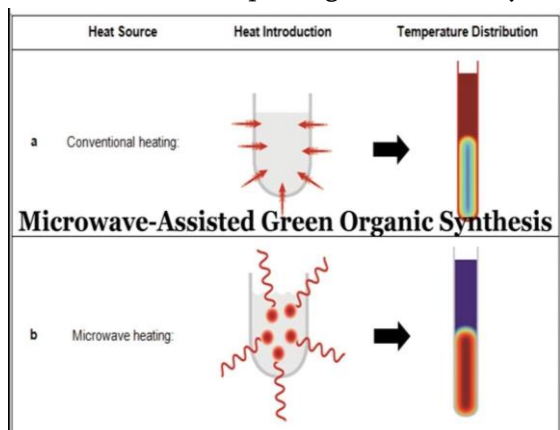 Heat Source Heat Introduction Temperature Distribution
a Conventional heating:
Microwave-Assisted Green Organic Synthesis
b Microwave heating: